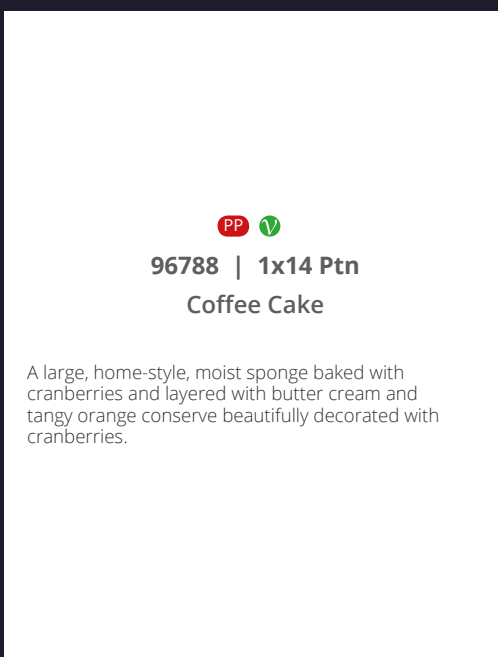 PP V
96788 | 1x14 Ptn
Coffee Cake
A large, home-style, moist sponge baked with
cranberries and layered with butter cream and
tangy orange conserve beautifully decorated with
cranberries.